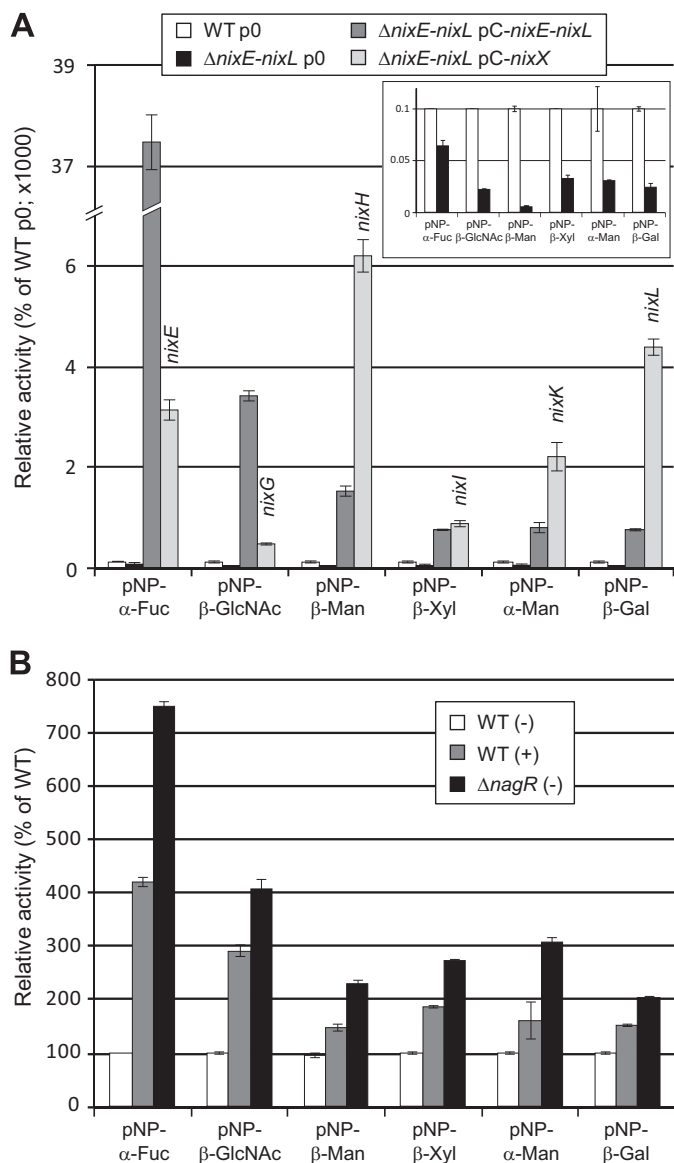 A
WT p0
ΔnixE-nixL pC-nixE-nixL
ΔnixE-nixL p0
ΔnixE-nixL pC-nixX
Relative activity (% of WT p0; x1000)
39
37
6
4
2
0
nixE
nixG
nixH
nixI
nixK
nixL
0.1
0.05
0
pNP- pNP- pNP- pNP- pNP- pNP-
α-Fuc β-GlcNAc β-Man β-Xyl α-Man β-Gal
pNP- pNP- pNP- pNP- pNP- pNP-
α-Fuc β-GlcNAc β-Man β-Xyl α-Man β-Gal
B
Relative activity (% of WT)
800
700
600
500
400
300
200
100
0
WT (-)
WT (+)
ΔnagR (-)
pNP- pNP- pNP- pNP- pNP- pNP-
α-Fuc β-GlcNAc β-Man β-Xyl α-Man β-Gal